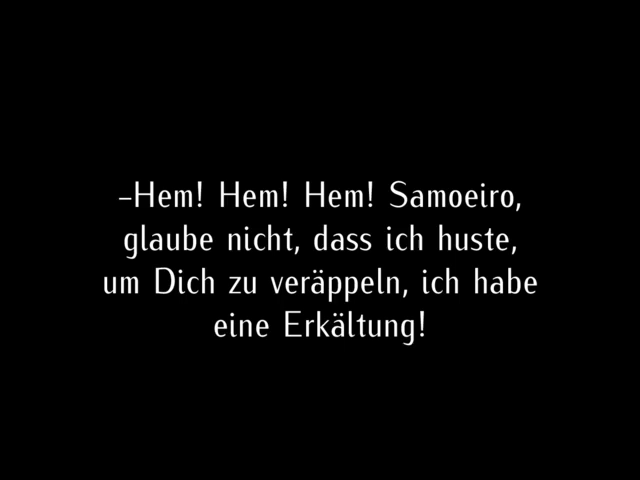 –Hem! Hem! Hem! Samoeiro,
glaube nicht, dass ich huste,
um Dich zu veräppeln, ich habe
eine Erkältung!